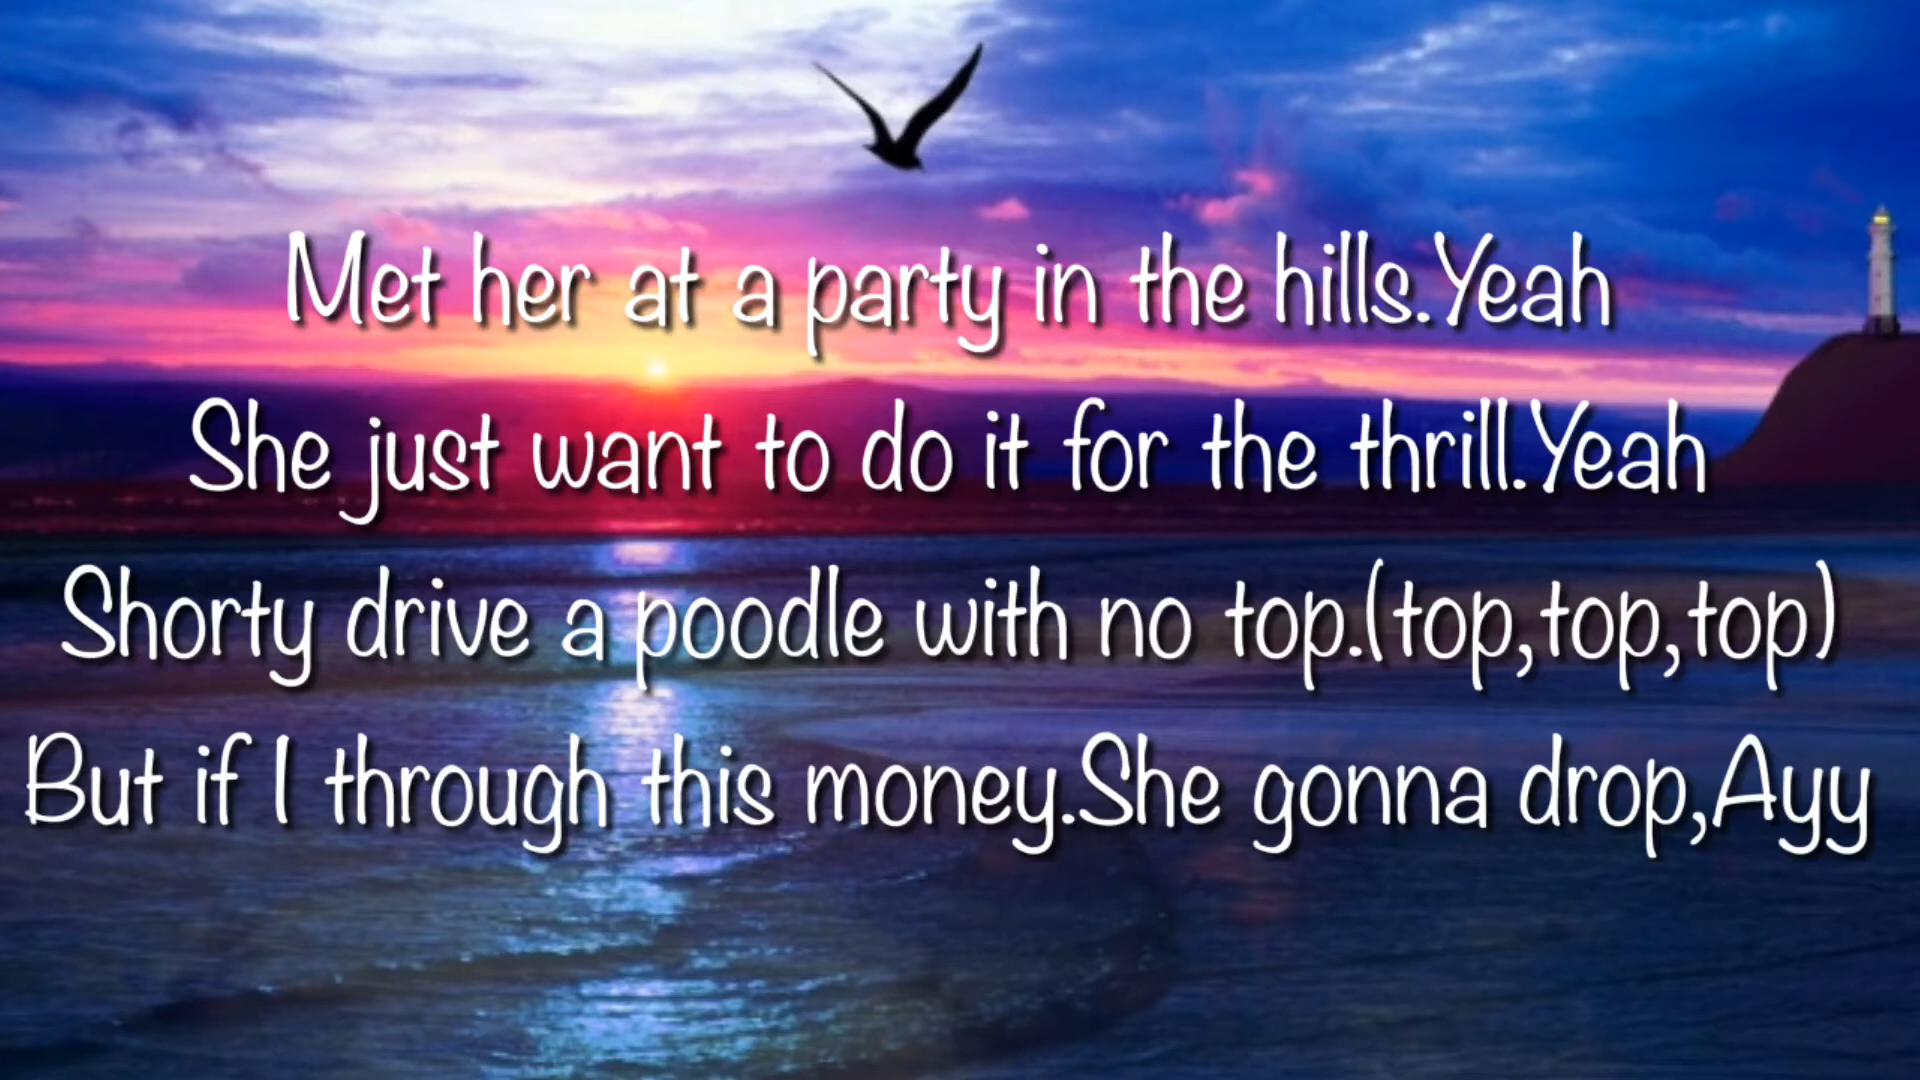 Met her at a party in the hills.Yeah
She just want to do it for the thrill.Yeah
Shorty drive a poodle with no top.(top,top,top)
But if I through this money.She gonna drop,Ayy